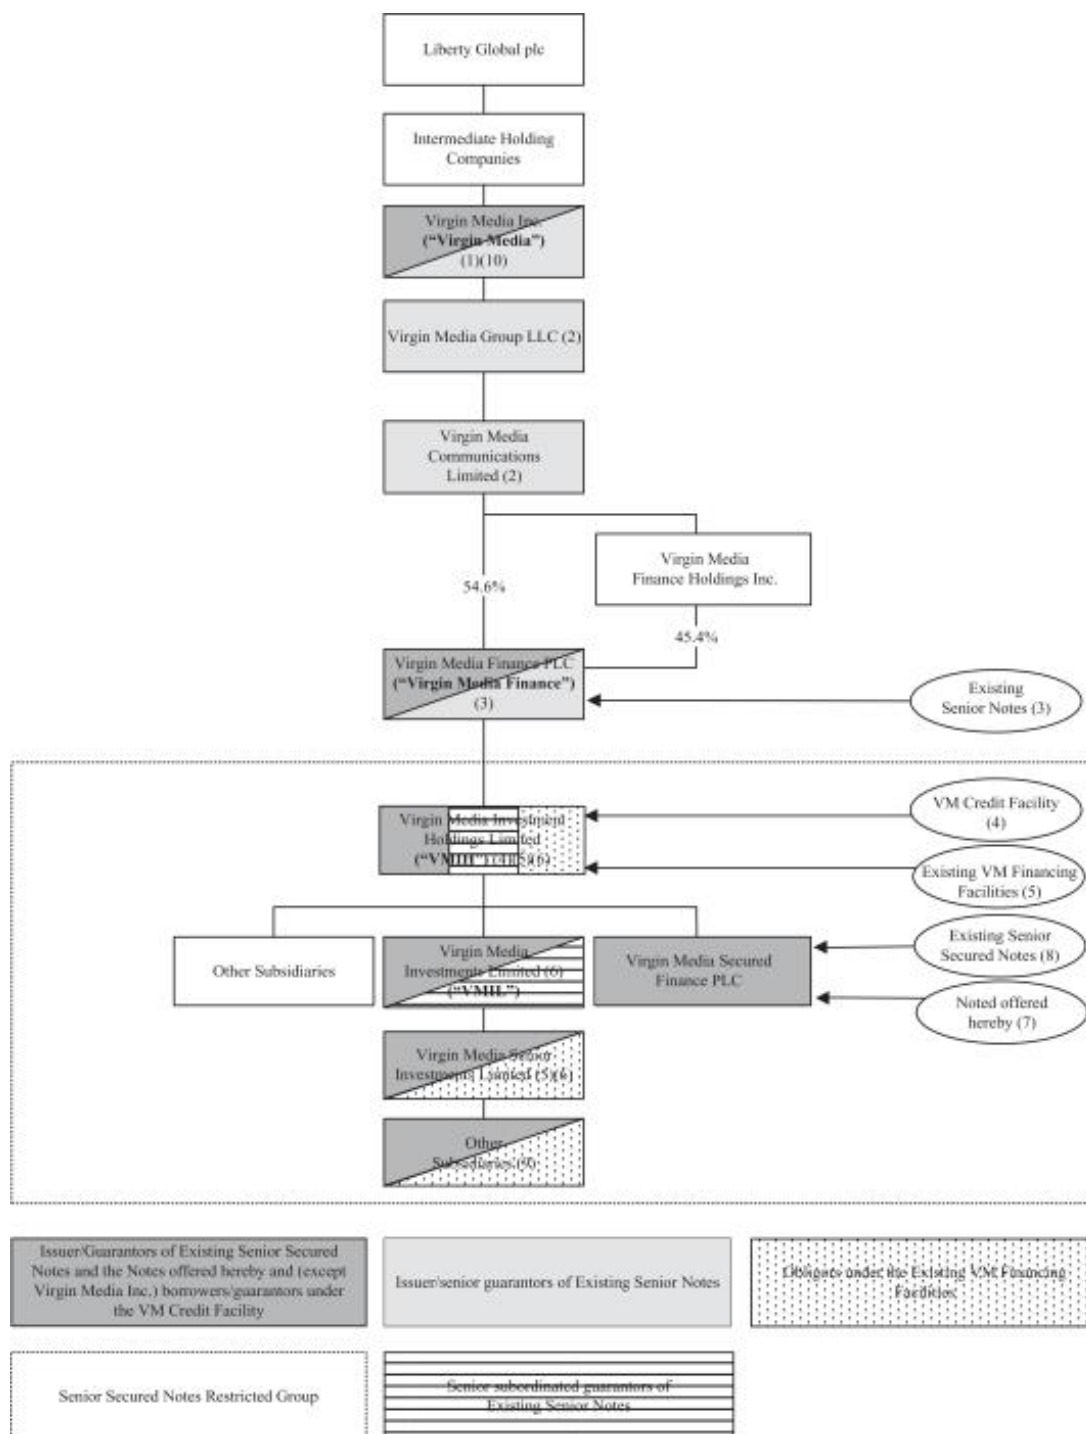 Liberty Global plc
Intermediate Holding
Companies
Virgin Media Inc.
(“Virgin Media”)
(1)(10)
Virgin Media Group LLC (2)
Virgin Media
Communications
Limited (2)
Virgin Media
Finance Holdings Inc.
54.6%
45.4%
Virgin Media Finance PLC
(“Virgin Media Finance”)
(3)
Existing
Senior Notes (3)
Virgin Media Investment
Holdings Limited
(“VMIH”) (4)(5)(6)
VM Credit Facility
(4)
Existing VM Financing
Facilities (5)
Other Subsidiaries
Virgin Media
Investments Limited (6)
(“VMIL”)
Virgin Media Secured
Finance PLC
Existing Senior
Secured Notes (8)
Noted offered
hereby (7)
Virgin Media Senior
Investments Limited (5)(6)
Other
Subsidiaries (9)
Issuer/Guarantors of Existing Senior Secured
Notes and the Notes offered hereby and (except
Virgin Media Inc.) borrowers/guarantors under
the VM Credit Facility
Issuer/senior guarantors of Existing Senior Notes
Obligors under the Existing VM Financing
Facilities
Senior Secured Notes Restricted Group
Senior subordinated guarantors of
Existing Senior Notes